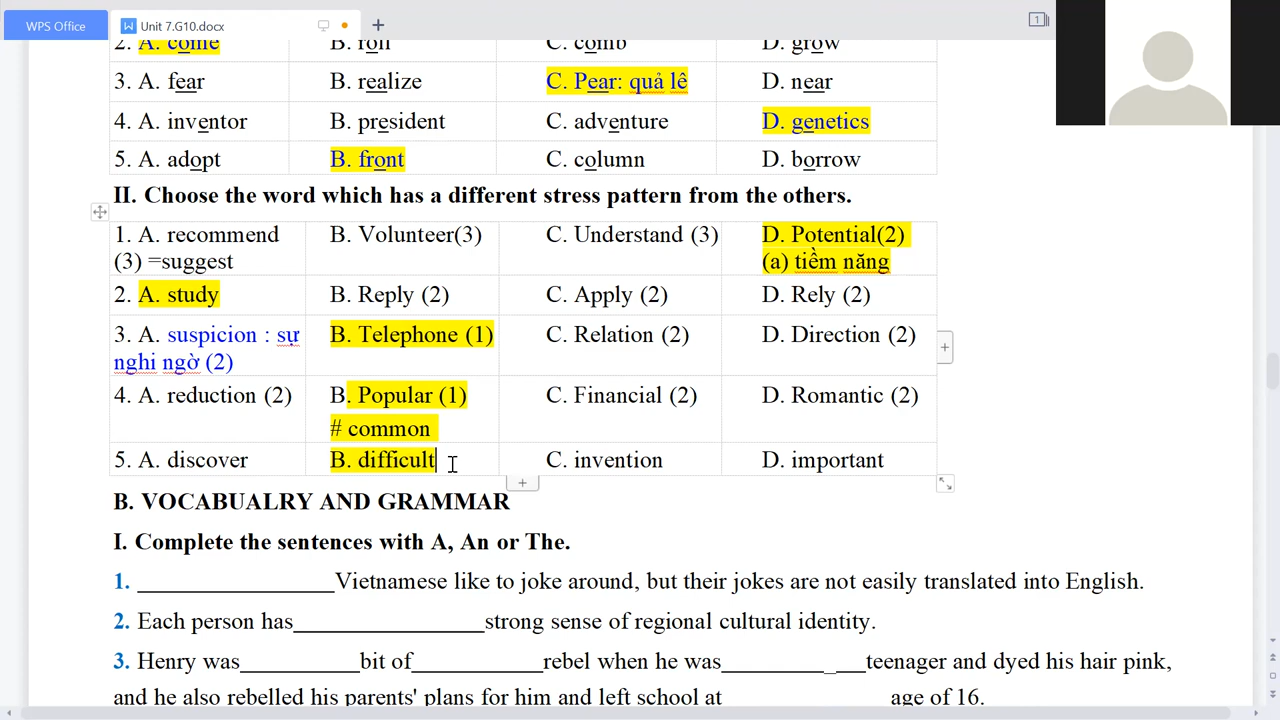 WPS Office
Unit 7.G10.docx
1
2. A. come B. roll C. comb D. grow
3. A. fear B. realize C. Pear: quả lê D. near
4. A. inventor B. president C. adventure D. genetics
5. A. adopt B. front C. column D. borrow
II. Choose the word which has a different stress pattern from the others.
1. A. recommend B. Volunteer(3) C. Understand (3) D. Potential(2)
(3) =suggest (a) tiềm năng
2. A. study B. Reply (2) C. Apply (2) D. Rely (2)
3. A. suspicion : sự B. Telephone (1) C. Relation (2) D. Direction (2)
nghi ngờ (2)
4. A. reduction (2) B. Popular (1) C. Financial (2) D. Romantic (2)
# common
5. A. discover B. difficult C. invention D. important
B. VOCABUALRY AND GRAMMAR
I. Complete the sentences with A, An or The.
1. _________________Vietnamese like to joke around, but their jokes are not easily translated into English.
2. Each person has________________strong sense of regional cultural identity.
3. Henry was__________bit of___________rebel when he was____________teenager and dyed his hair pink,
and he also rebelled his parents' plans for him and left school at ______________ age of 16.